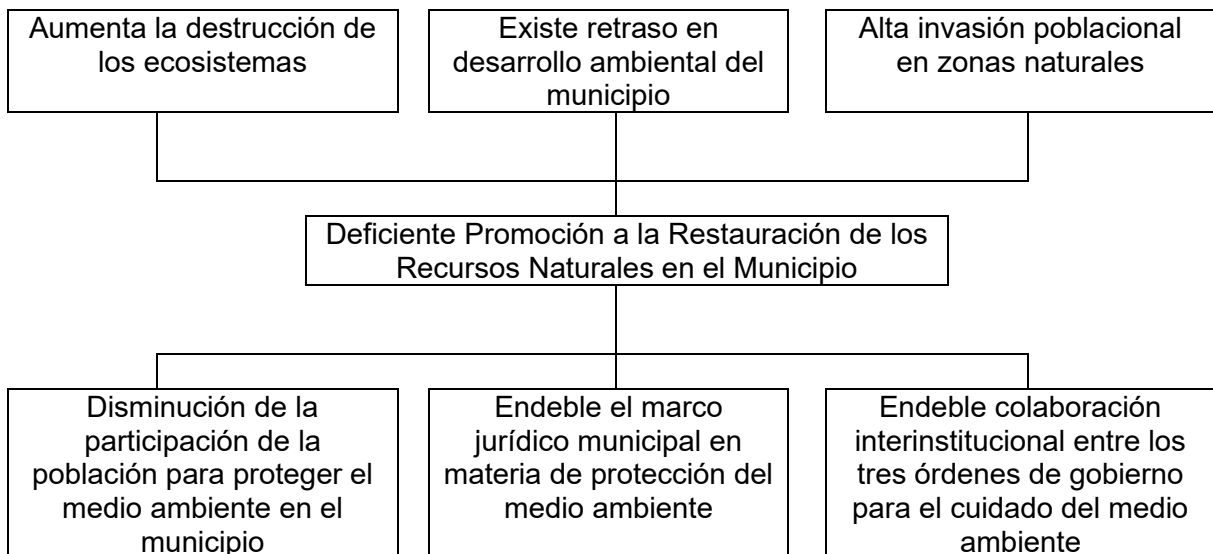 Aumenta la destrucción de
los ecosistemas
Existe retraso en
desarrollo ambiental del
municipio
Alta invasión poblacional
en zonas naturales
Deficiente Promoción a la Restauración de los
Recursos Naturales en el Municipio
Disminución de la
participación de la
población para proteger el
medio ambiente en el
municipio
Endeble el marco
jurídico municipal en
materia de protección del
medio ambiente
Endeble colaboración
interinstitucional entre los
tres órdenes de gobierno
para el cuidado del medio
ambiente